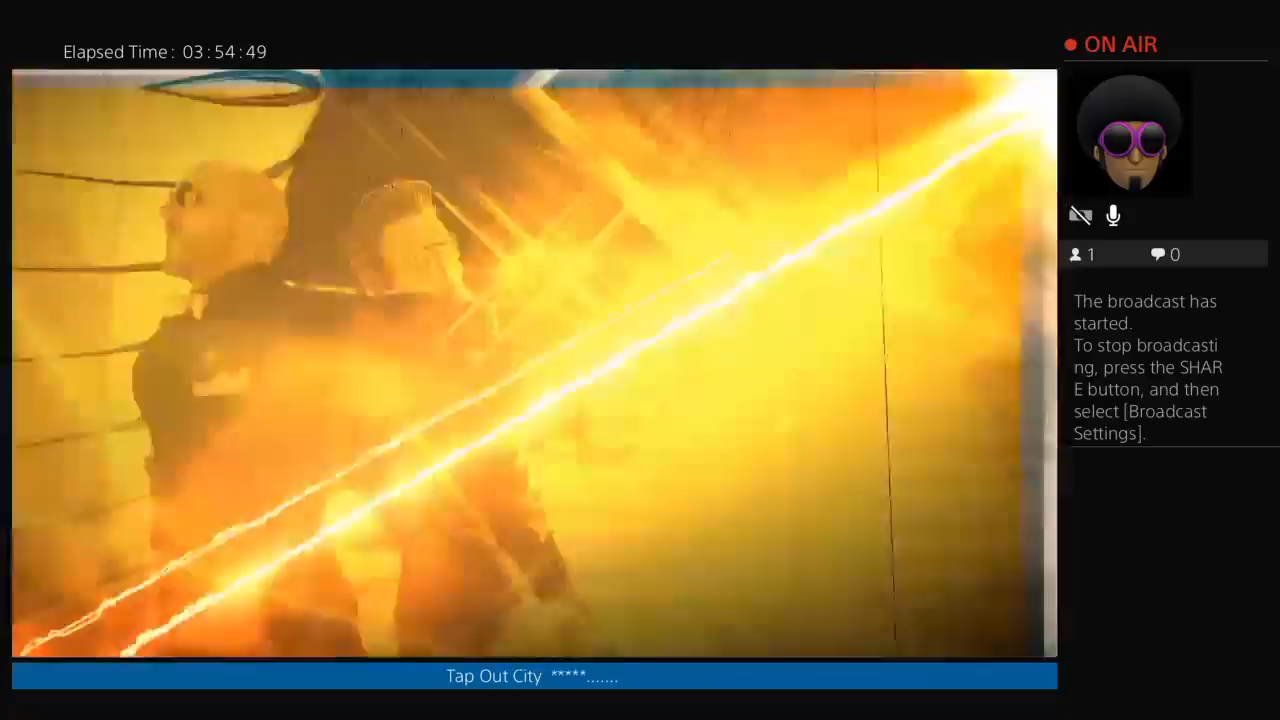 Elapsed Time: 03:54:49
ON AIR
1
0
The broadcast has
started.
To stop broadcasti
ng, press the SHAR
E button, and then
select [Broadcast
Settings].
Tap Out City *****.......